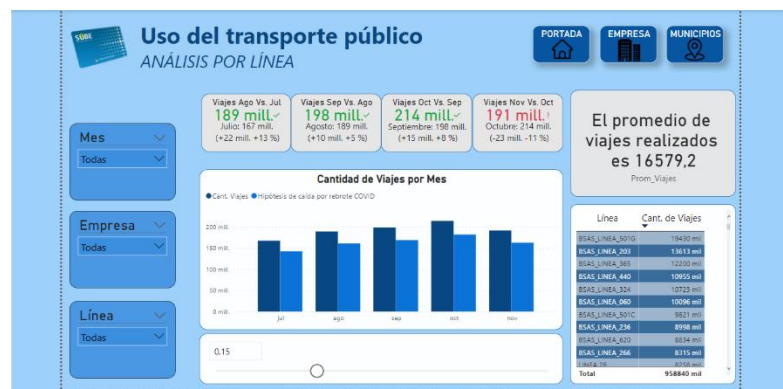 SUBE
Uso del transporte público
ANÁLISIS POR LÍNEA
PORTADA
EMPRESA
MUNICIPIOS
Mes
Todas
Empresa
Todas
Línea
Todas
Viajes Ago Vs. Jul
189 mill.
Julio: 167 mill.
(+22 mill. +13 %)
Viajes Sep Vs. Ago
198 mill.
Agosto: 189 mill.
(+10 mill. +5 %)
Viajes Oct Vs. Sep
214 mill.
Septiembre: 198 mill.
(+15 mill. +8 %)
Viajes Nov Vs. Oct
191 mill.!
Octubre: 214 mill.
(-23 mill. -11 %)
El promedio de
viajes realizados
es 16579,2
Prom_Viajes
Cantidad de Viajes por Mes
Cant. Viajes Hipótesis de caída por rebrote COVID
200 mill.
150 mill.
100 mill.
50 mill.
0 mill.
jul ago sep oct nov
0.15
Línea Cant. de Viajes
BSAS_LINEA_501G 19430 mil
BSAS_LINEA_203 13613 mil
BSAS_LINEA_365 12200 mil
BSAS_LINEA_440 10955 mil
BSAS_LINEA_324 10723 mil
BSAS_LINEA_060 10096 mil
BSAS_LINEA_501C 9821 mil
BSAS_LINEA_236 8998 mil
BSAS_LINEA_620 8834 mil
BSAS_LINEA_266 8315 mil
Total 958840 mil